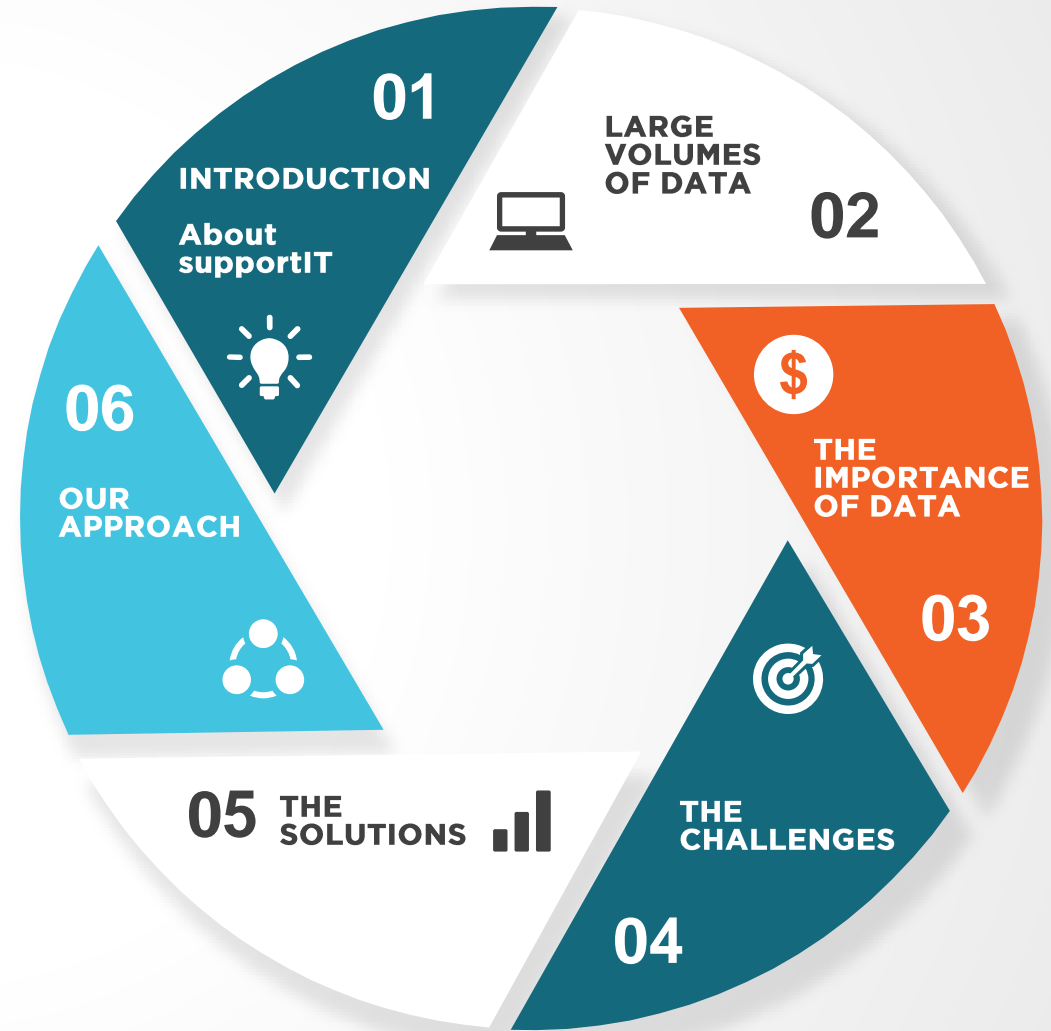 01
INTRODUCTION
About
supportIT
LARGE
VOLUMES
OF DATA
02
$
THE
IMPORTANCE
OF DATA
03
THE
CHALLENGES
04
05
THE
SOLUTIONS
06
OUR
APPROACH